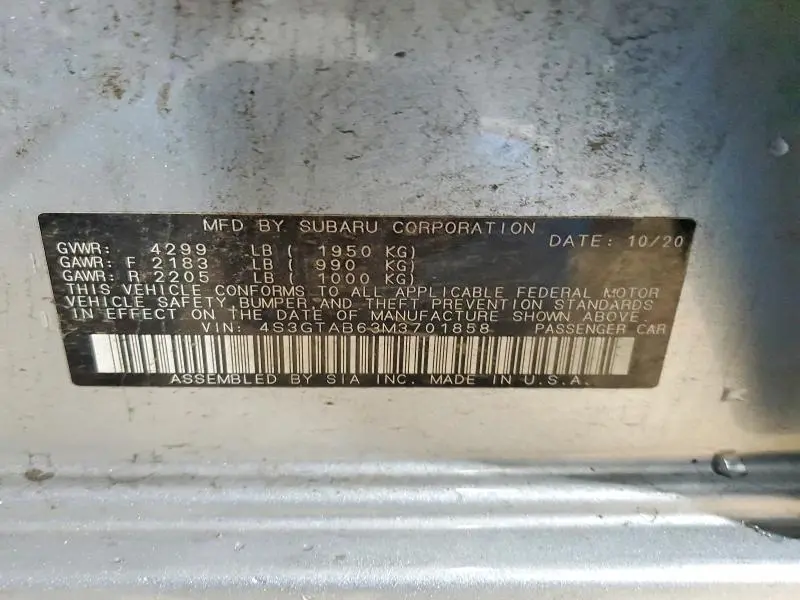 MFD BY SUBARU CORPORATION
DATE: 10/20
GVWR: 4299 LB ( 1950 KG)
GAWR: F 2183 LB ( 990 KG)
GAWR: R 2205 LB ( 1000 KG)
THIS VEHICLE CONFORMS TO ALL APPLICABLE FEDERAL MOTOR
VEHICLE SAFETY, BUMPER AND THEFT PREVENTION STANDARDS
IN EFFECT ON THE DATE OF MANUFACTURE SHOWN ABOVE.
VIN: 4S3GTAB63M3701858 PASSENGER CAR
ASSEMBLED BY SIA INC. MADE IN U.S.A.